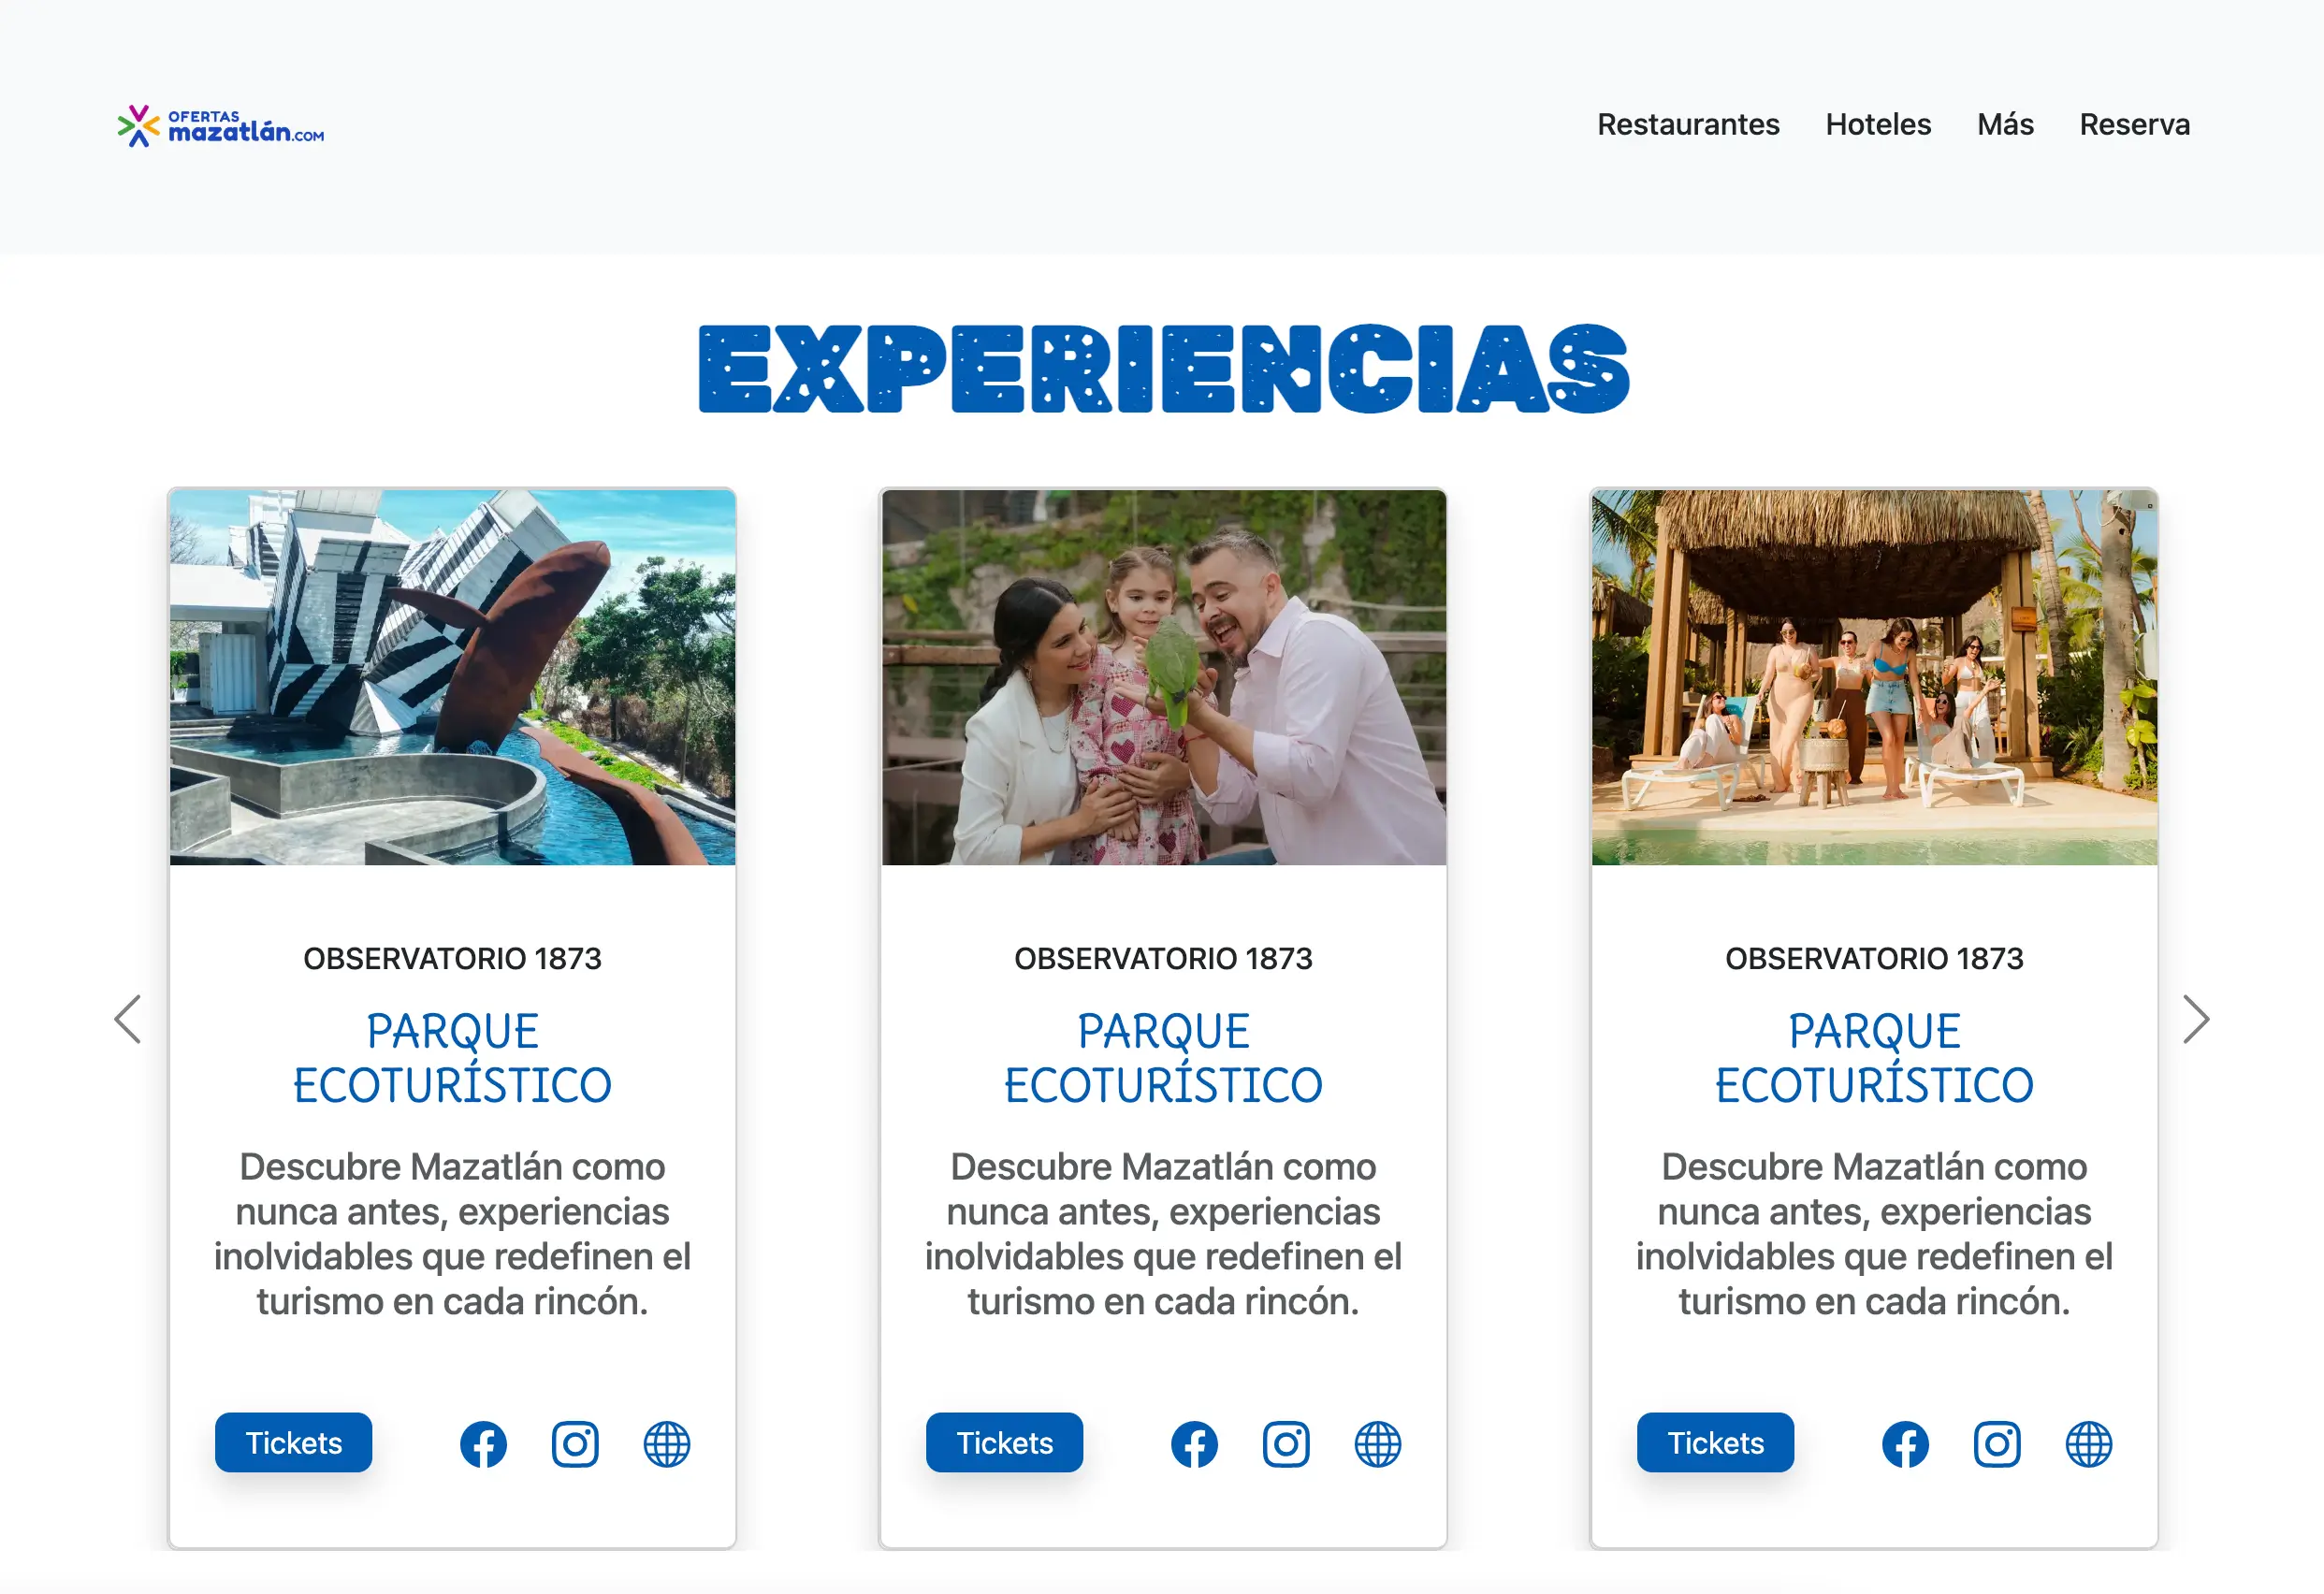 OFERTAS
mazatlán.COM
Restaurantes
Hoteles
Más
Reserva
EXPERIENCIAS
OBSERVATORIO 1873
PARQUE
ECOTURÍSTICO
Descubre Mazatlán como
nunca antes, experiencias
inolvidables que redefinen el
turismo en cada rincón.
Tickets
OBSERVATORIO 1873
PARQUE
ECOTURÍSTICO
Descubre Mazatlán como
nunca antes, experiencias
inolvidables que redefinen el
turismo en cada rincón.
Tickets
OBSERVATORIO 1873
PARQUE
ECOTURÍSTICO
Descubre Mazatlán como
nunca antes, experiencias
inolvidables que redefinen el
turismo en cada rincón.
Tickets